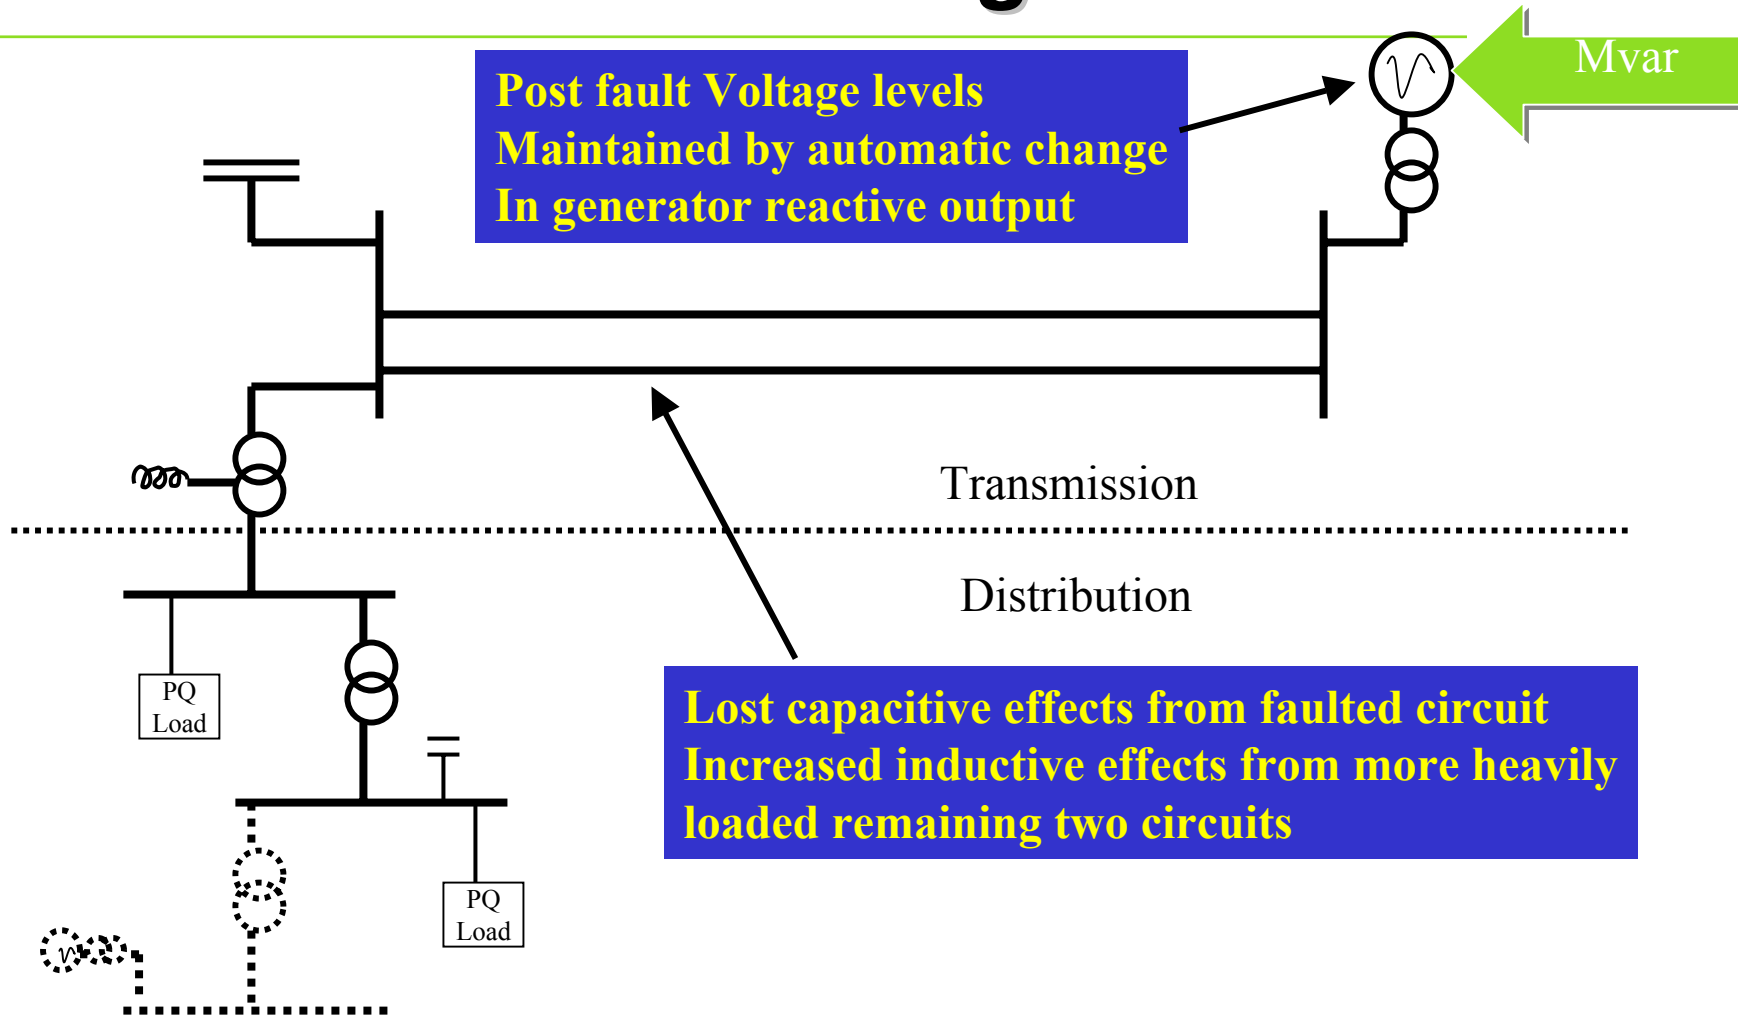 Mvar
Post fault Voltage levels
Maintained by automatic change
In generator reactive output
Transmission
Distribution
PQ
Load
Lost capacitive effects from faulted circuit
Increased inductive effects from more heavily
loaded remaining two circuits
PQ
Load